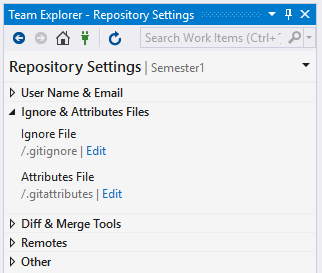 Team Explorer - Repository Settings
Search Work Items (Ctrl+
Repository Settings | Semester1
User Name & Email
Ignore & Attributes Files
Ignore File
/.gitignore | Edit
Attributes File
/.gitattributes | Edit
Diff & Merge Tools
Remotes
Other